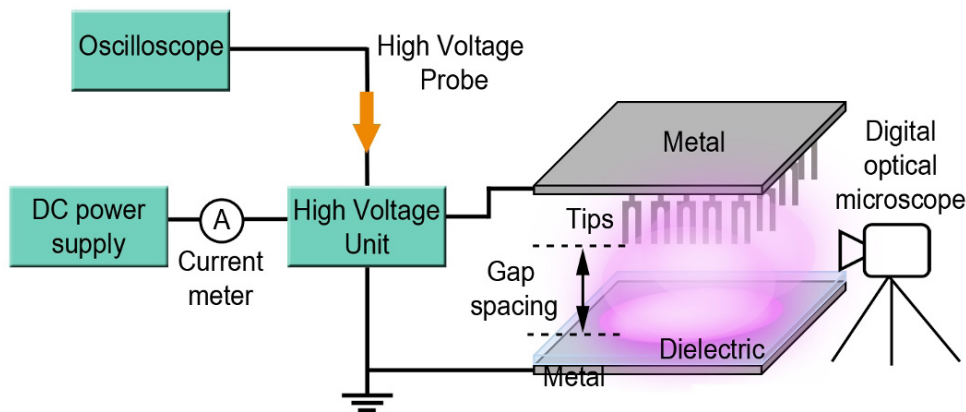 Oscilloscope
High Voltage
Probe
Metal
Digital
optical
microscope
DC power
supply
A
Current
meter
High Voltage
Unit
Tips
Gap
spacing
Dielectric
Metal